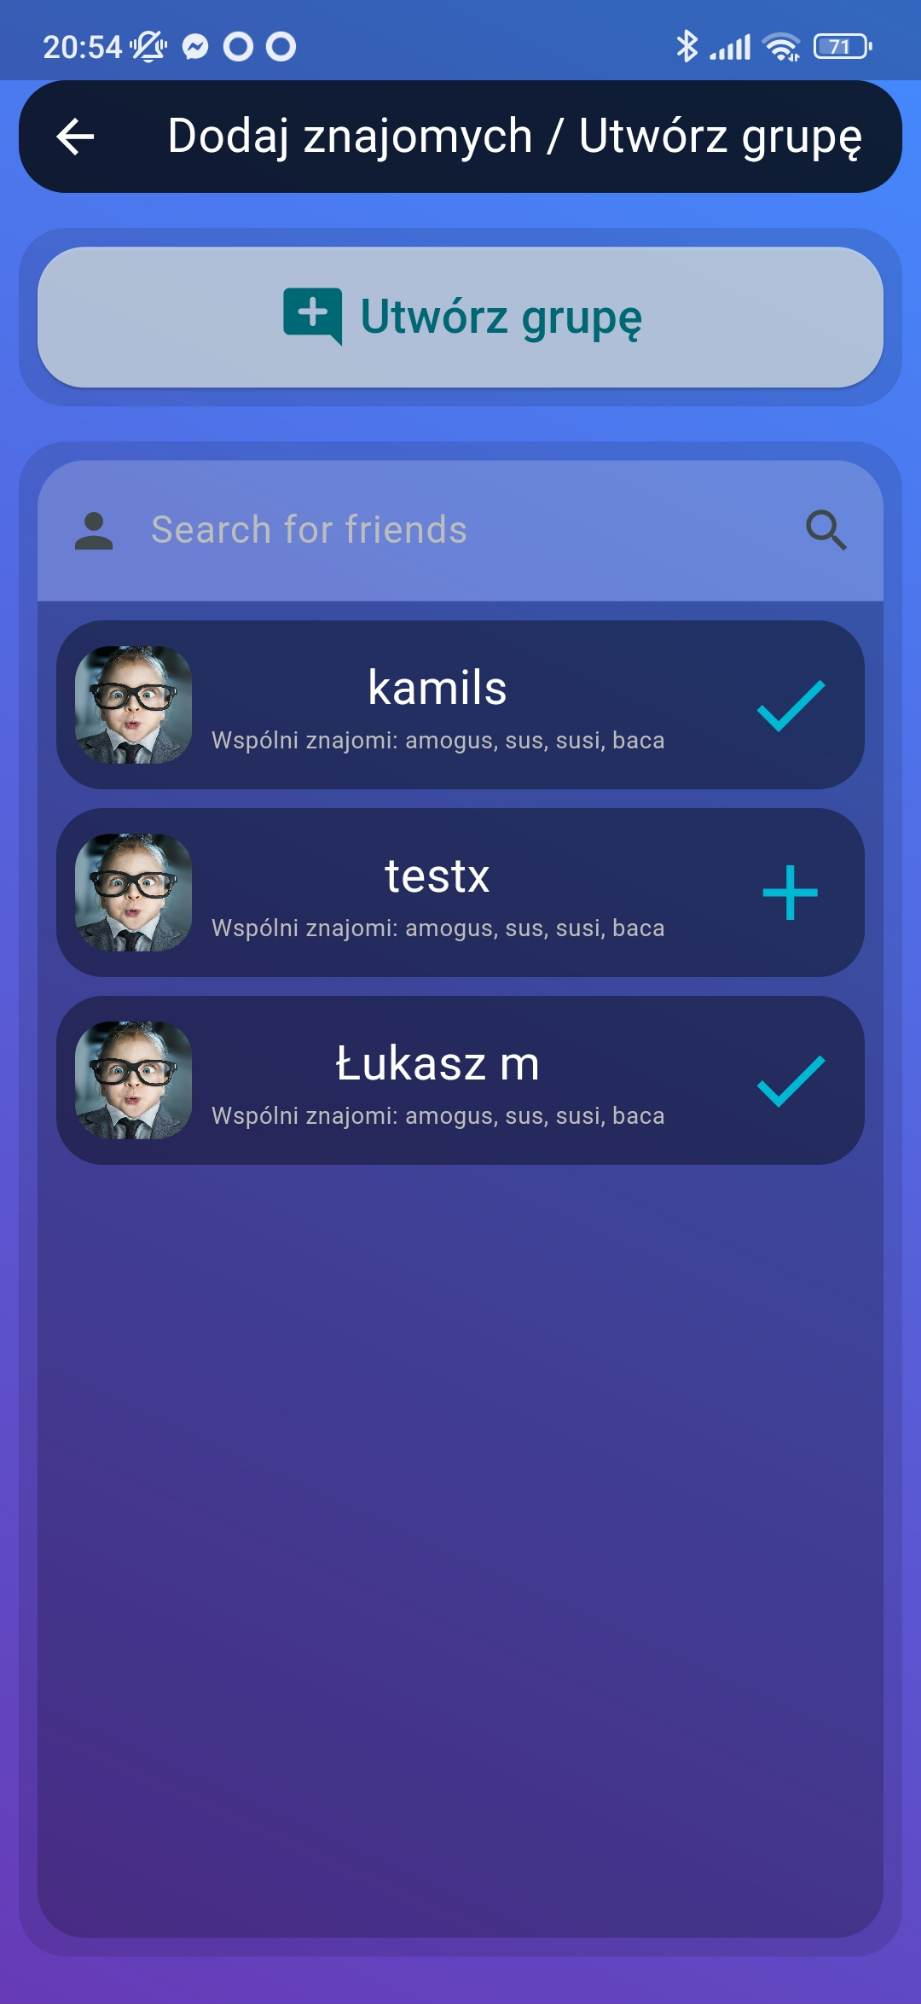 20:54
71
Dodaj znajomych / Utwórz grupę
Utwórz grupę
Search for friends
kamils
Wspólni znajomi: amogus, sus, susi, baca
testx
Wspólni znajomi: amogus, sus, susi, baca
Łukasz m
Wspólni znajomi: amogus, sus, susi, baca